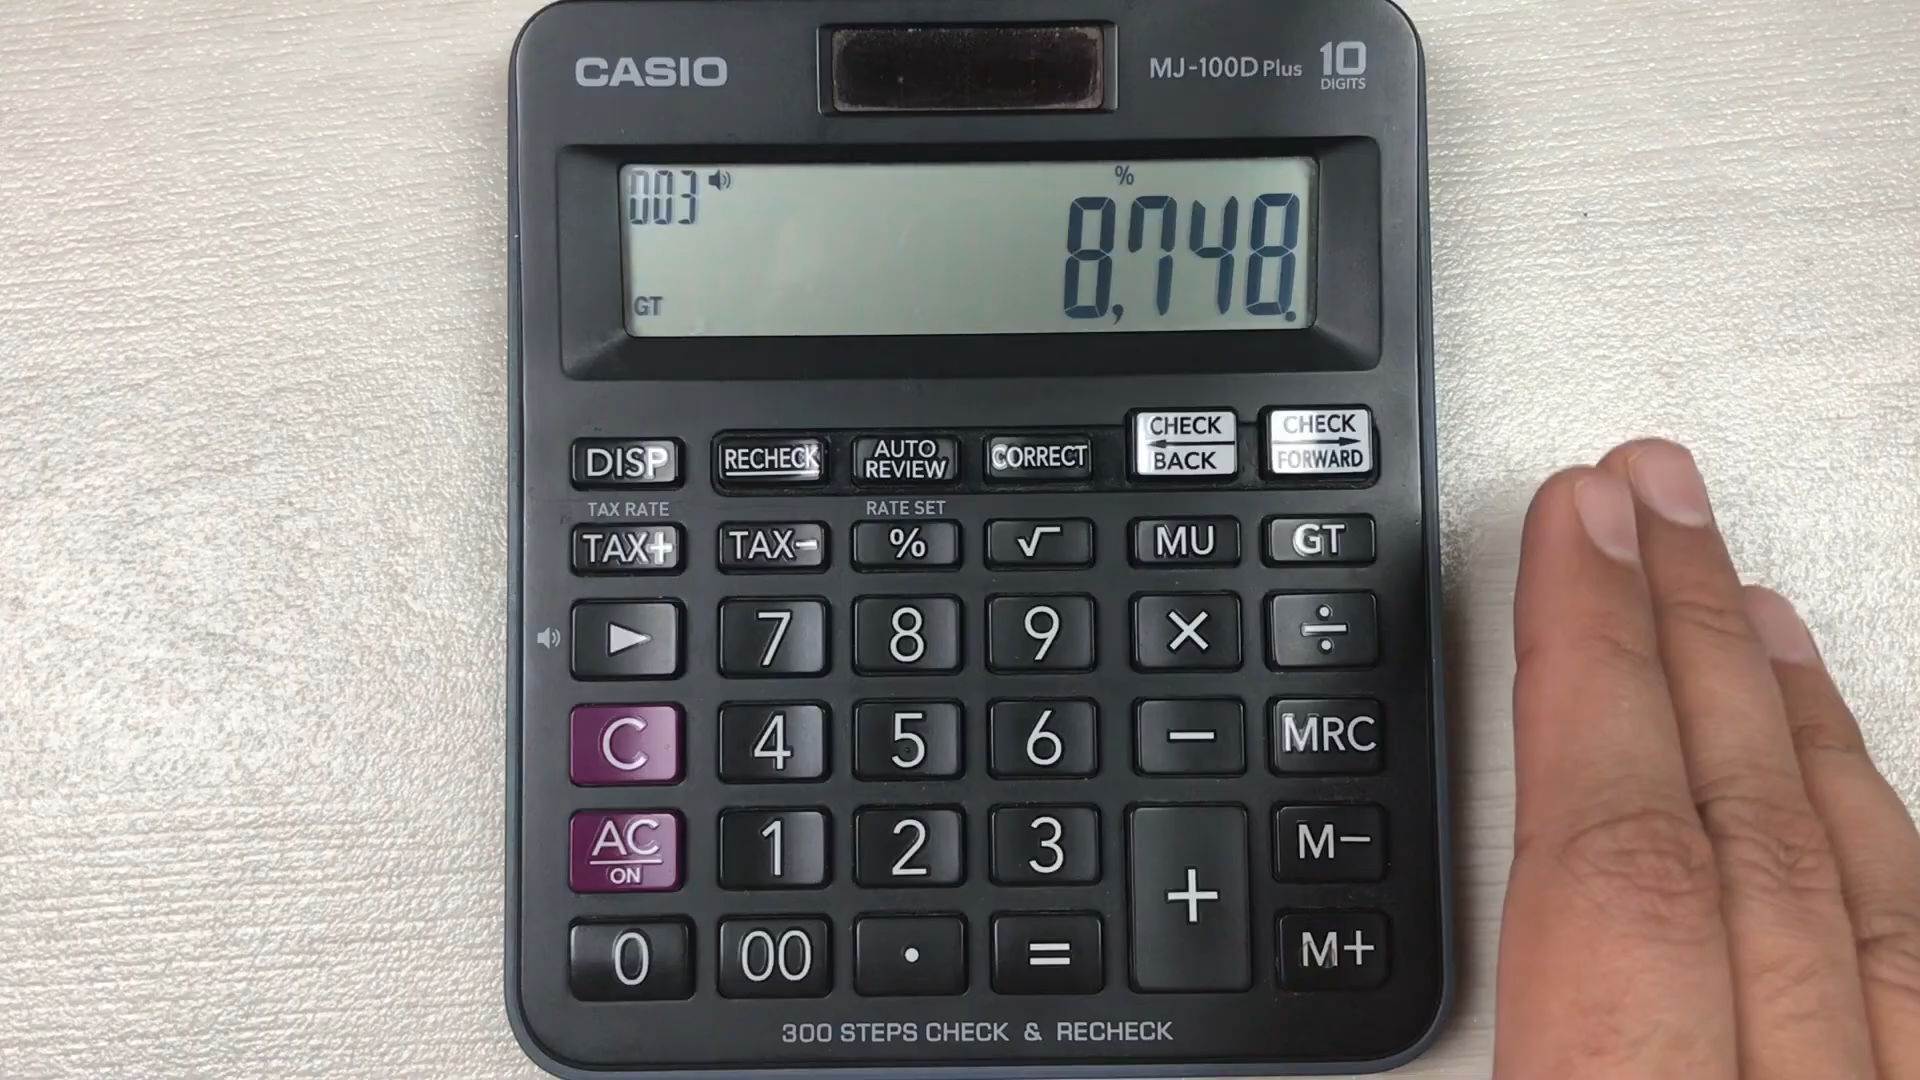 CASIO MJ-100D Plus 10 DIGITS
003 %
8,748.
GT
DISP RECHECK AUTO REVIEW CORRECT CHECK BACK CHECK FORWARD
TAX RATE RATE SET
TAX+ TAX- % √ MU GT
▶ 7 8 9 × ÷
C 4 5 6 − MRC
AC ON 1 2 3 + M−
0 00 . = M+
300 STEPS CHECK & RECHECK